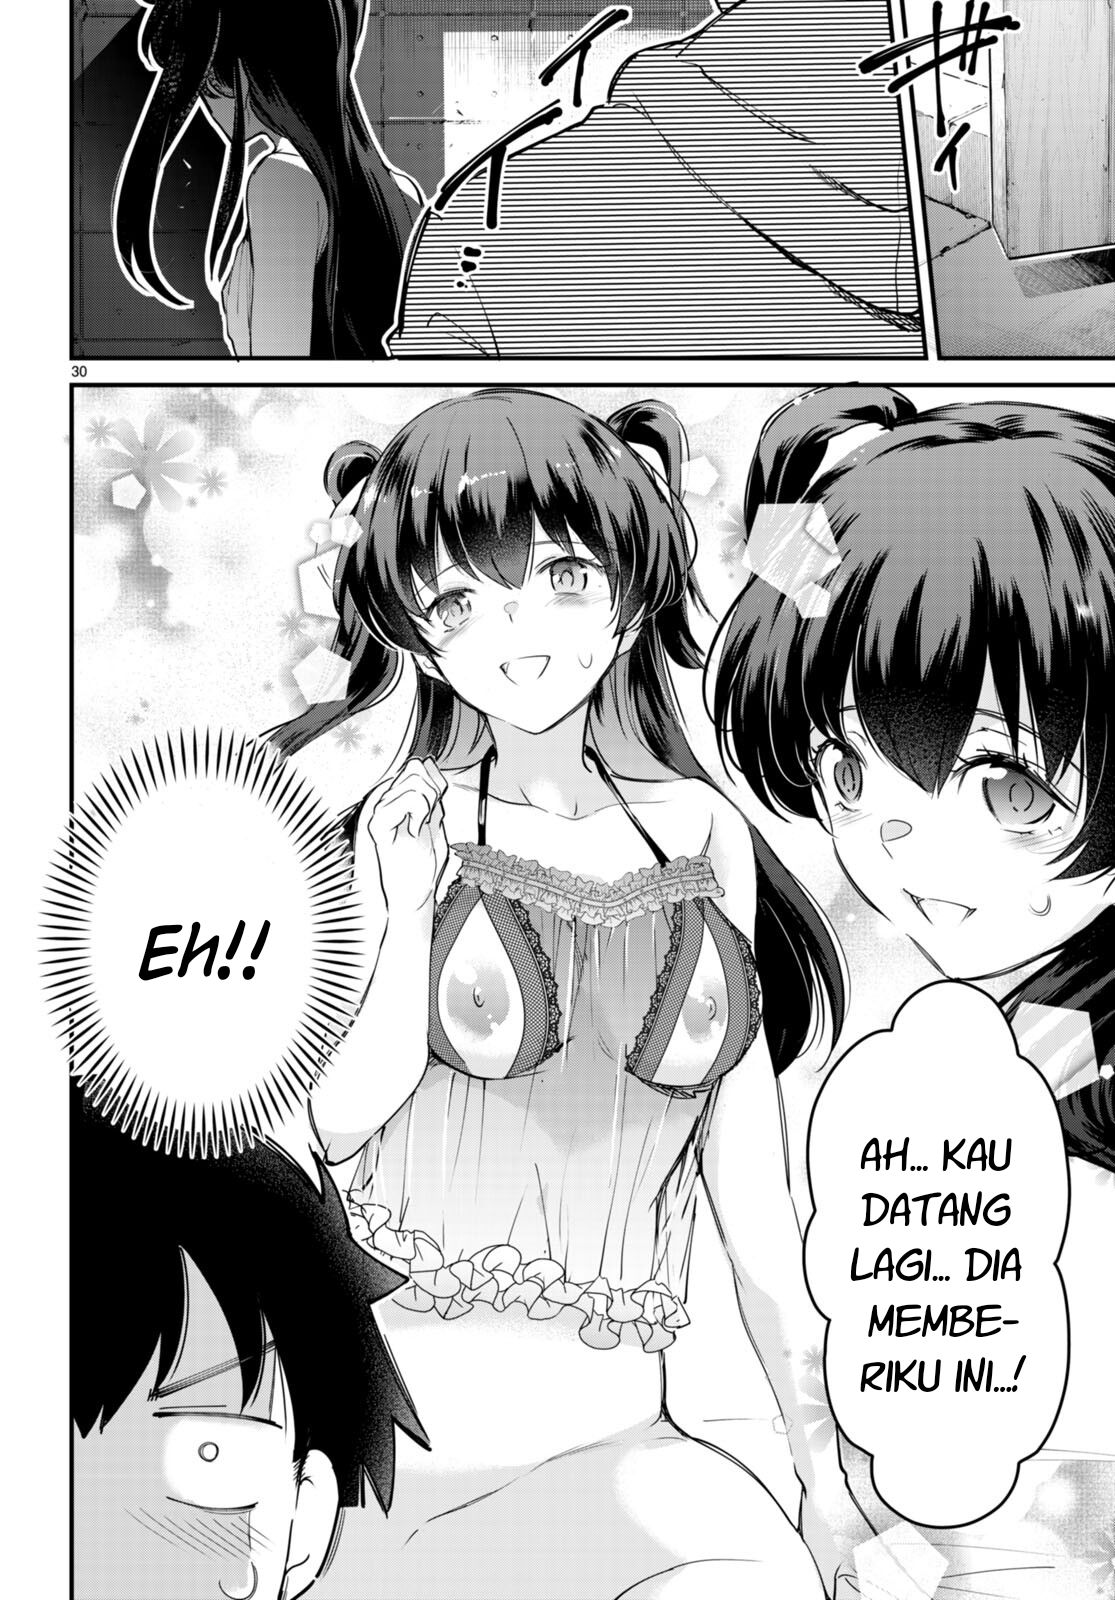 30
EH!!
AH... KAU
DATANG
LAGI... DIA
MEMBE-
RIKU INI...!